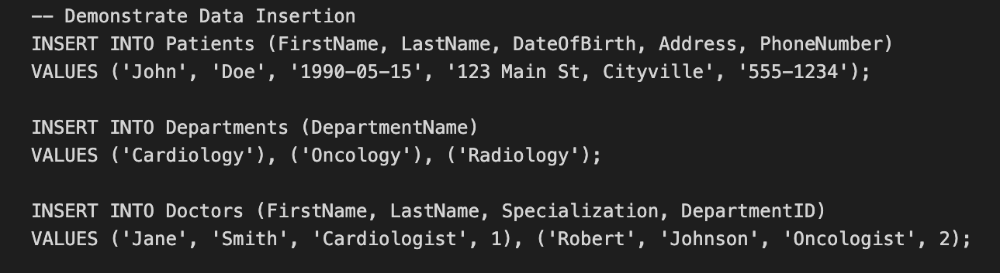 -- Demonstrate Data Insertion
INSERT INTO Patients (FirstName, LastName, DateOfBirth, Address, PhoneNumber)
VALUES ('John', 'Doe', '1990-05-15', '123 Main St, Cityville', '555-1234');
INSERT INTO Departments (DepartmentName)
VALUES ('Cardiology'), ('Oncology'), ('Radiology');
INSERT INTO Doctors (FirstName, LastName, Specialization, DepartmentID)
VALUES ('Jane', 'Smith', 'Cardiologist', 1), ('Robert', 'Johnson', 'Oncologist', 2);